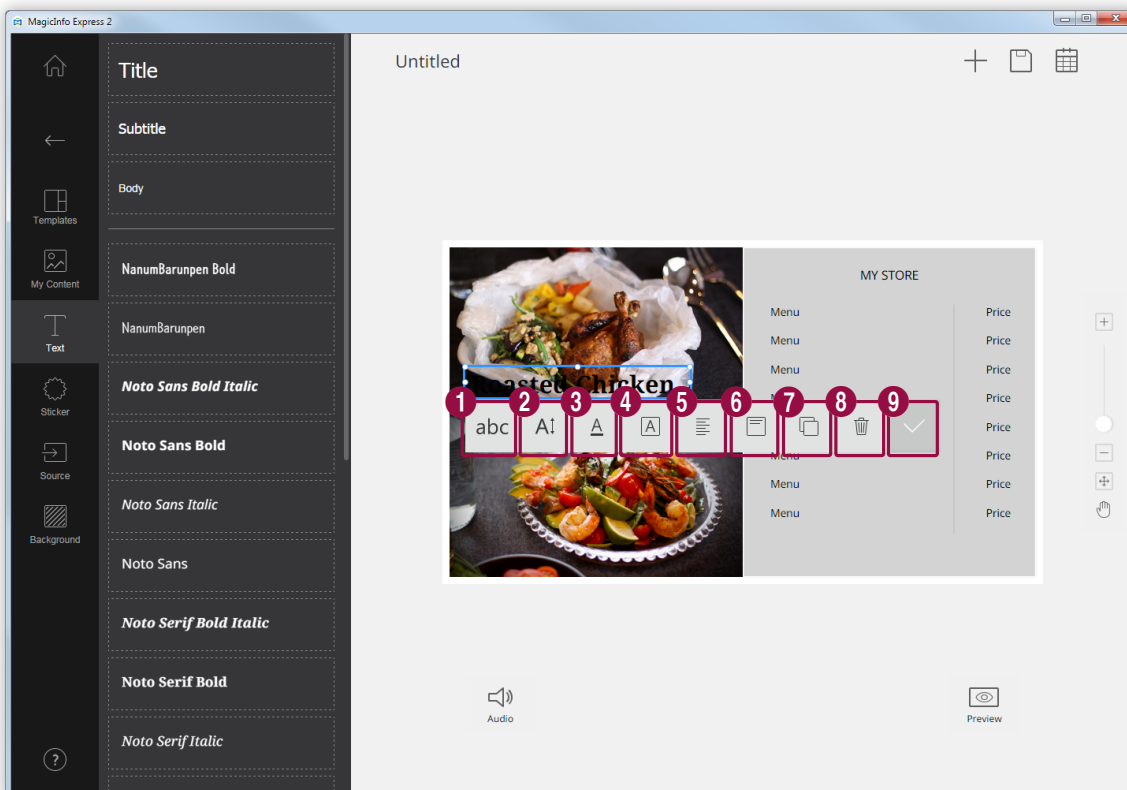 MagicInfo Express 2
Untitled
Templates
My Content
Text
Sticker
Source
Background
?
Title
Subtitle
Body
NanumBarunpen Bold
NanumBarunpen
Noto Sans Bold Italic
Noto Sans Bold
Noto Sans Italic
Noto Sans
Noto Serif Bold Italic
Noto Serif Bold
Noto Serif Italic
MY STORE
Menu Price
Menu Price
Menu Price
Price
Price
Menu Price
Menu Price
Menu Price
Roasted Chicken
1 2 3 4 5 6 7 8 9
abc A A A
Audio
Preview